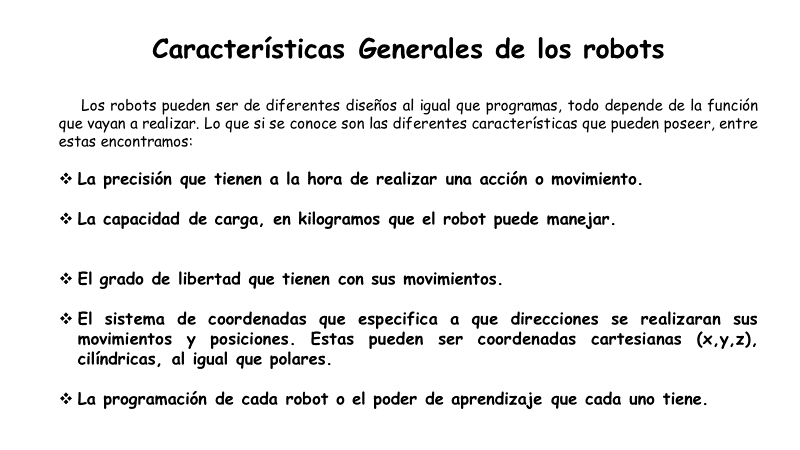 Características Generales de los robots
Los robots pueden ser de diferentes diseños al igual que programas, todo depende de la función
que vayan a realizar. Lo que si se conoce son las diferentes características que pueden poseer, entre
estas encontramos:
❖ La precisión que tienen a la hora de realizar una acción o movimiento.
❖ La capacidad de carga, en kilogramos que el robot puede manejar.
❖ El grado de libertad que tienen con sus movimientos.
❖ El sistema de coordenadas que especifica a que direcciones se realizaran sus
movimientos y posiciones. Estas pueden ser coordenadas cartesianas (x,y,z),
cilíndricas, al igual que polares.
❖ La programación de cada robot o el poder de aprendizaje que cada uno tiene.